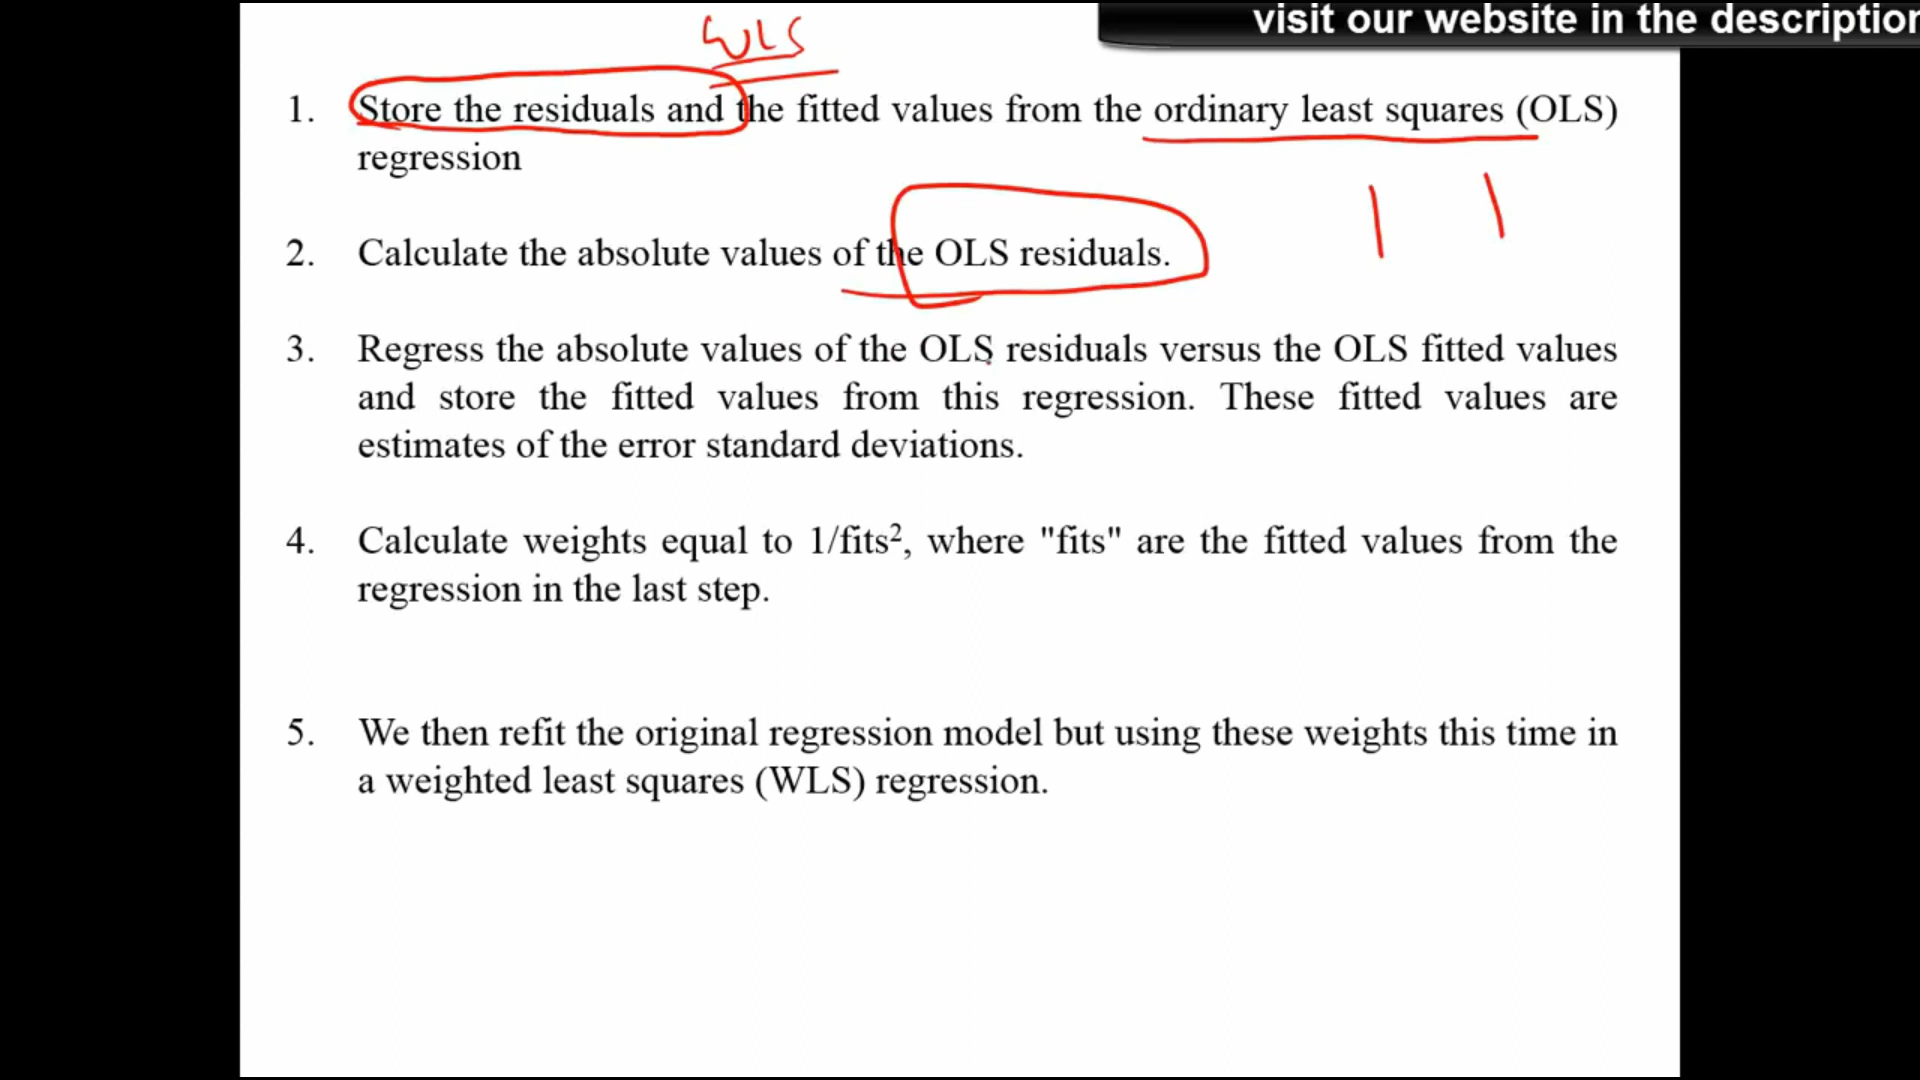 visit our website in the description
WLS
1. Store the residuals and the fitted values from the ordinary least squares (OLS)
regression
2. Calculate the absolute values of the OLS residuals.
| |
3. Regress the absolute values of the OLS residuals versus the OLS fitted values
and store the fitted values from this regression. These fitted values are
estimates of the error standard deviations.
4. Calculate weights equal to 1/fits², where "fits" are the fitted values from the
regression in the last step.
5. We then refit the original regression model but using these weights this time in
a weighted least squares (WLS) regression.